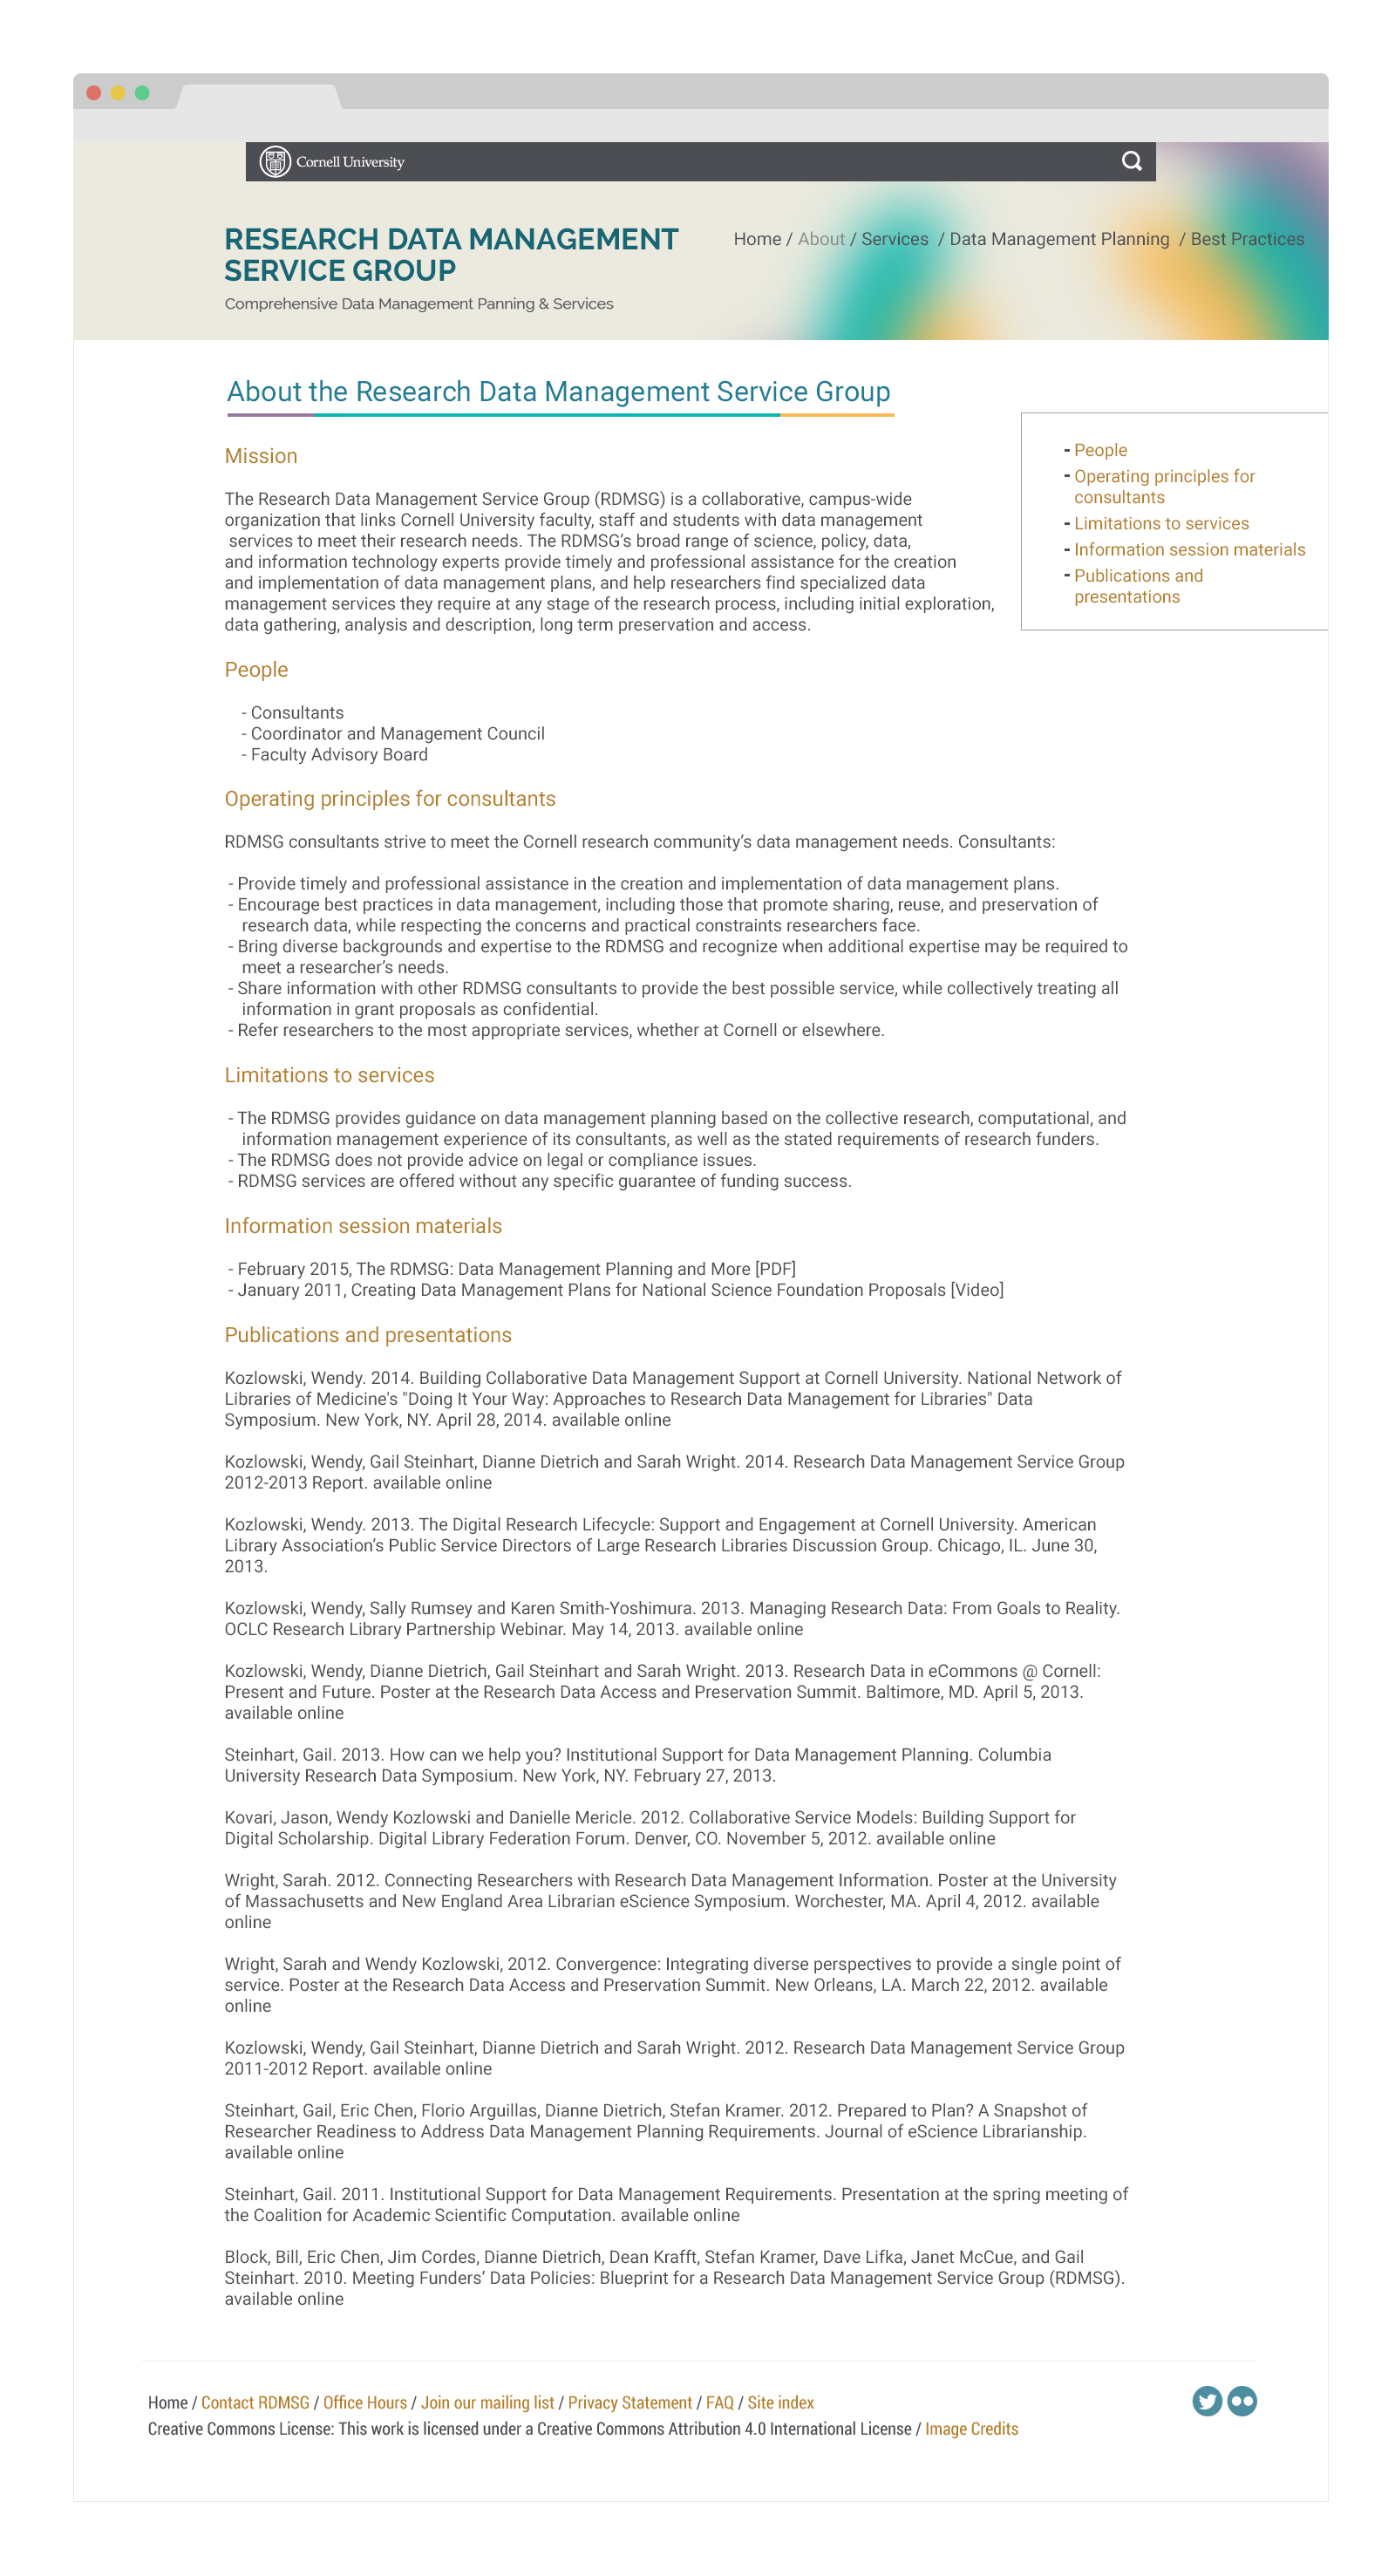 Cornell University
RESEARCH DATA MANAGEMENT
SERVICE GROUP
Comprehensive Data Management Panning & Services
Home / About / Services / Data Management Planning / Best Practices
About the Research Data Management Service Group
Mission
The Research Data Management Service Group (RDMSG) is a collaborative, campus-wide
organization that links Cornell University faculty, staff and students with data management
services to meet their research needs. The RDMSG’s broad range of science, policy, data,
and information technology experts provide timely and professional assistance for the creation
and implementation of data management plans, and help researchers find specialized data
management services they require at any stage of the research process, including initial exploration,
data gathering, analysis and description, long term preservation and access.
- People
- Operating principles for
consultants
- Limitations to services
- Information session materials
- Publications and
presentations
People
- Consultants
- Coordinator and Management Council
- Faculty Advisory Board
Operating principles for consultants
RDMSG consultants strive to meet the Cornell research community’s data management needs. Consultants:
- Provide timely and professional assistance in the creation and implementation of data management plans.
- Encourage best practices in data management, including those that promote sharing, reuse, and preservation of
research data, while respecting the concerns and practical constraints researchers face.
- Bring diverse backgrounds and expertise to the RDMSG and recognize when additional expertise may be required to
meet a researcher’s needs.
- Share information with other RDMSG consultants to provide the best possible service, while collectively treating all
information in grant proposals as confidential.
- Refer researchers to the most appropriate services, whether at Cornell or elsewhere.
Limitations to services
- The RDMSG provides guidance on data management planning based on the collective research, computational, and
information management experience of its consultants, as well as the stated requirements of research funders.
- The RDMSG does not provide advice on legal or compliance issues.
- RDMSG services are offered without any specific guarantee of funding success.
Information session materials
- February 2015, The RDMSG: Data Management Planning and More [PDF]
- January 2011, Creating Data Management Plans for National Science Foundation Proposals [Video]
Publications and presentations
Kozlowski, Wendy. 2014. Building Collaborative Data Management Support at Cornell University. National Network of
Libraries of Medicine's "Doing It Your Way: Approaches to Research Data Management for Libraries" Data
Symposium. New York, NY. April 28, 2014. available online
Kozlowski, Wendy, Gail Steinhart, Dianne Dietrich and Sarah Wright. 2014. Research Data Management Service Group
2012-2013 Report. available online
Kozlowski, Wendy. 2013. The Digital Research Lifecycle: Support and Engagement at Cornell University. American
Library Association’s Public Service Directors of Large Research Libraries Discussion Group. Chicago, IL. June 30,
2013.
Kozlowski, Wendy, Sally Rumsey and Karen Smith-Yoshimura. 2013. Managing Research Data: From Goals to Reality.
OCLC Research Library Partnership Webinar. May 14, 2013. available online
Kozlowski, Wendy, Dianne Dietrich, Gail Steinhart and Sarah Wright. 2013. Research Data in eCommons @ Cornell:
Present and Future. Poster at the Research Data Access and Preservation Summit. Baltimore, MD. April 5, 2013.
available online
Steinhart, Gail. 2013. How can we help you? Institutional Support for Data Management Planning. Columbia
University Research Data Symposium. New York, NY. February 27, 2013.
Kovari, Jason, Wendy Kozlowski and Danielle Mericle. 2012. Collaborative Service Models: Building Support for
Digital Scholarship. Digital Library Federation Forum. Denver, CO. November 5, 2012. available online
Wright, Sarah. 2012. Connecting Researchers with Research Data Management Information. Poster at the University
of Massachusetts and New England Area Librarian eScience Symposium. Worchester, MA. April 4, 2012. available
online
Wright, Sarah and Wendy Kozlowski, 2012. Convergence: Integrating diverse perspectives to provide a single point of
service. Poster at the Research Data Access and Preservation Summit. New Orleans, LA. March 22, 2012. available
online
Kozlowski, Wendy, Gail Steinhart, Dianne Dietrich and Sarah Wright. 2012. Research Data Management Service Group
2011-2012 Report. available online
Steinhart, Gail, Eric Chen, Florio Arguillas, Dianne Dietrich, Stefan Kramer. 2012. Prepared to Plan? A Snapshot of
Researcher Readiness to Address Data Management Planning Requirements. Journal of eScience Librarianship.
available online
Steinhart, Gail. 2011. Institutional Support for Data Management Requirements. Presentation at the spring meeting of
the Coalition for Academic Scientific Computation. available online
Block, Bill, Eric Chen, Jim Cordes, Dianne Dietrich, Dean Krafft, Stefan Kramer, Dave Lifka, Janet McCue, and Gail
Steinhart. 2010. Meeting Funders’ Data Policies: Blueprint for a Research Data Management Service Group (RDMSG).
available online
Home / Contact RDMSG / Office Hours / Join our mailing list / Privacy Statement / FAQ / Site index
Creative Commons License: This work is licensed under a Creative Commons Attribution 4.0 International License / Image Credits